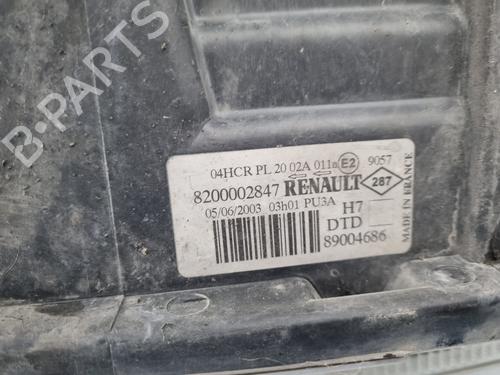 B-PARTS
04HCR PL 20 02A 011a E2 9057
8200002847 RENAULT 287
05/06/2003 03h01 PU3A H7
DTD
89004686
MADE IN FRANCE